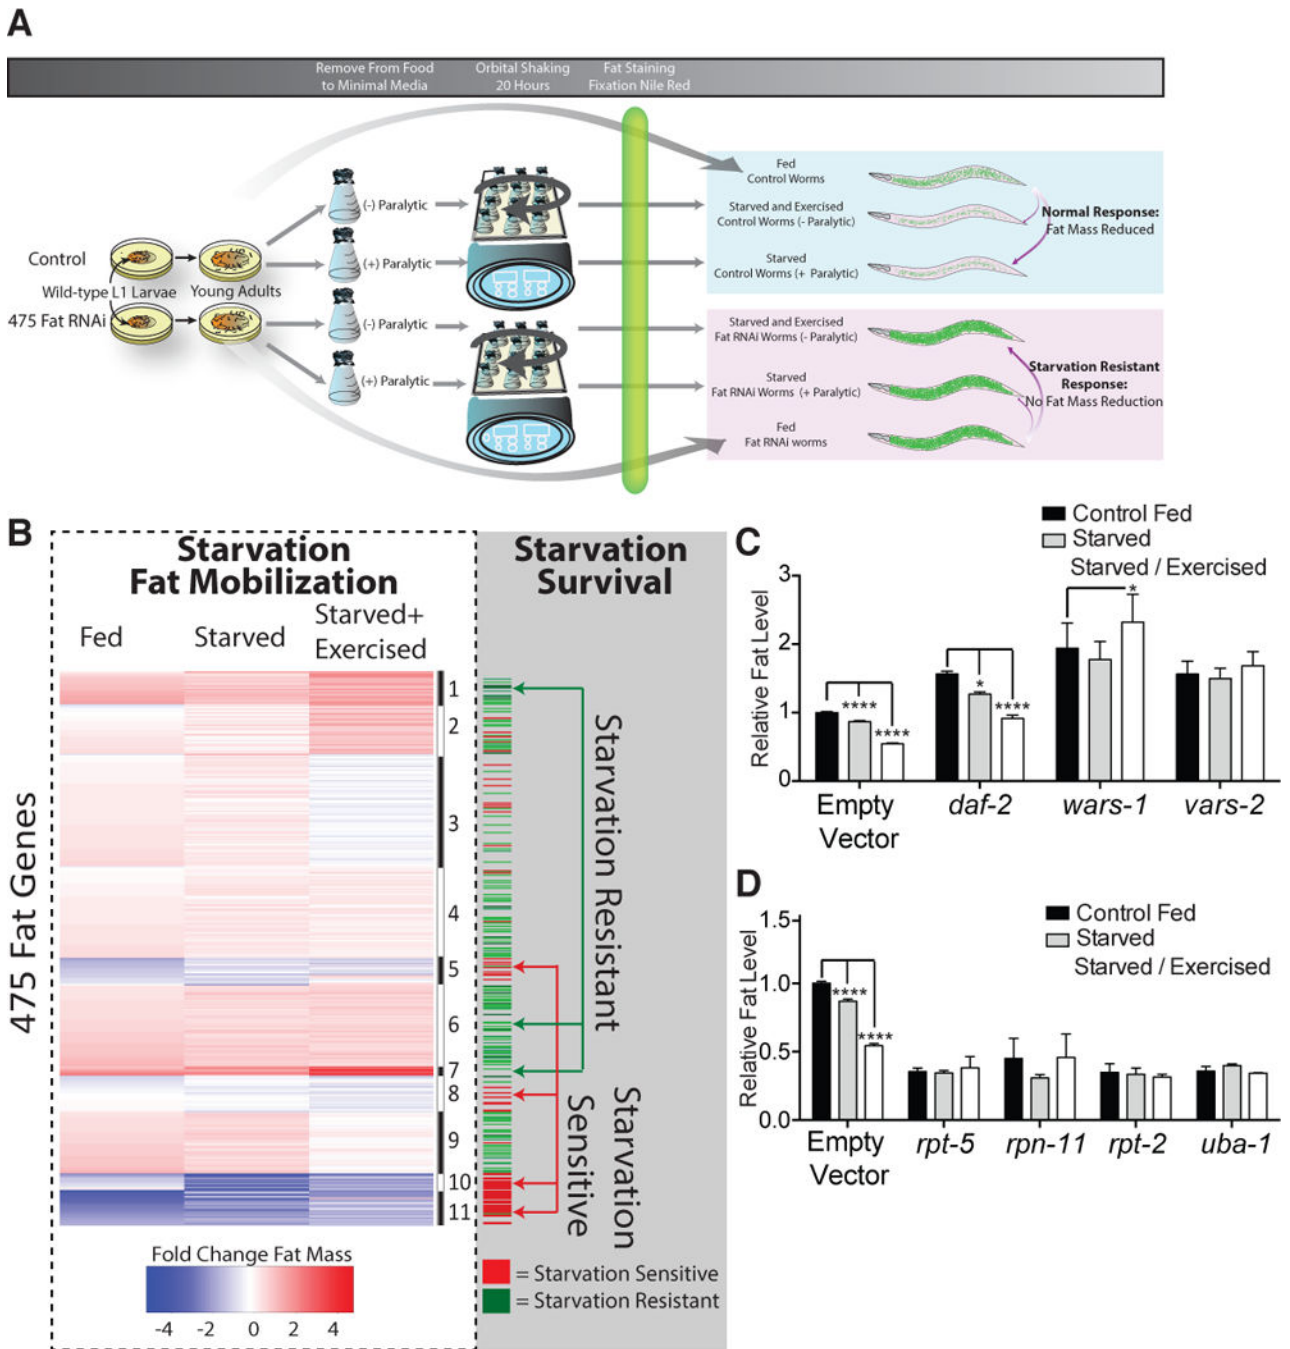 A
Remove From Food
to Minimal Media
Orbital Shaking
20 Hours
Fat Staining
Fixation Nile Red
Control
475 Fat RNAi
Wild-type L1 Larvae
Young Adults
(-) Paralytic
(+) Paralytic
(-) Paralytic
(+) Paralytic
Fed
Control Worms
Starved and Exercised
Control Worms (- Paralytic)
Starved
Control Worms (+ Paralytic)
Normal Response:
Fat Mass Reduced
Starved and Exercised
Fat RNAi Worms (- Paralytic)
Starved
Fat RNAi Worms (+ Paralytic)
Fed
Fat RNAi worms
Starvation Resistant
Response:
No Fat Mass Reduction
B
Starvation
Fat Mobilization
Fed
Starved
Starved+
Exercised
475 Fat Genes
1
2
3
4
5
6
7
8
9
10
11
Fold Change Fat Mass
-4 -2 0 2 4
Starvation
Survival
Starvation Resistant
Starvation
Sensitive
= Starvation Sensitive
= Starvation Resistant
C
Control Fed
Starved
Starved / Exercised
Relative Fat Level
3
2
1
0
****
****
*
****
*
Empty
Vector
daf-2
wars-1
vars-2
D
Control Fed
Starved
Starved / Exercised
Relative Fat Level
1.5
1.0
0.5
0.0
****
****
Empty
Vector
rpt-5
rpn-11
rpt-2
uba-1